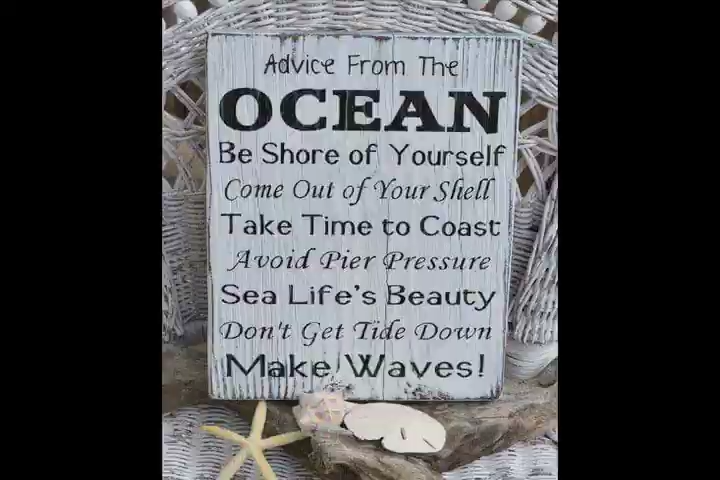 Advice From The
OCEAN
Be Shore of Yourself
Come Out of Your Shell
Take Time to Coast
Avoid Pier Pressure
Sea Life's Beauty
Don't Get Tide Down
Make Waves!